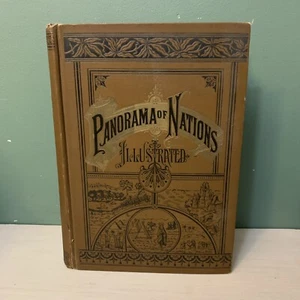 PANORAMA OF NATIONS
ILLUSTRATED